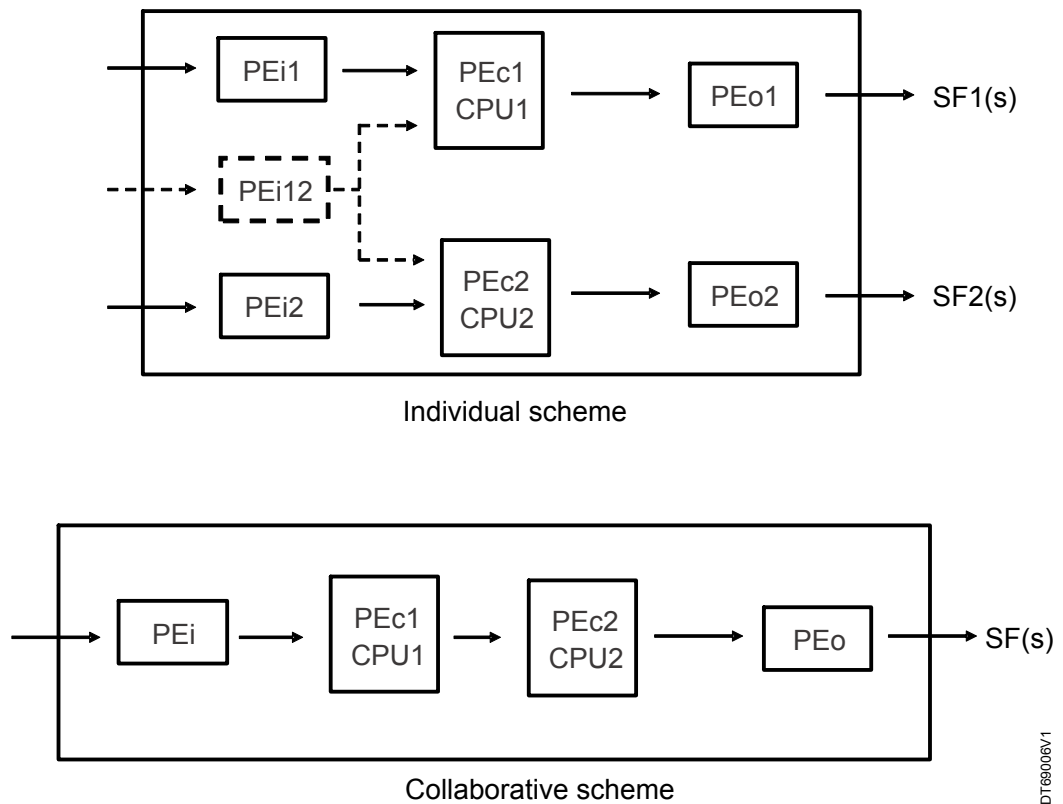 PEi1
PEc1
CPU1
PEo1
SF1(s)
PEi12
PEi2
PEc2
CPU2
PEo2
SF2(s)
Individual scheme
PEi
PEc1
CPU1
PEc2
CPU2
PEo
SF(s)
Collaborative scheme
DT69006V1